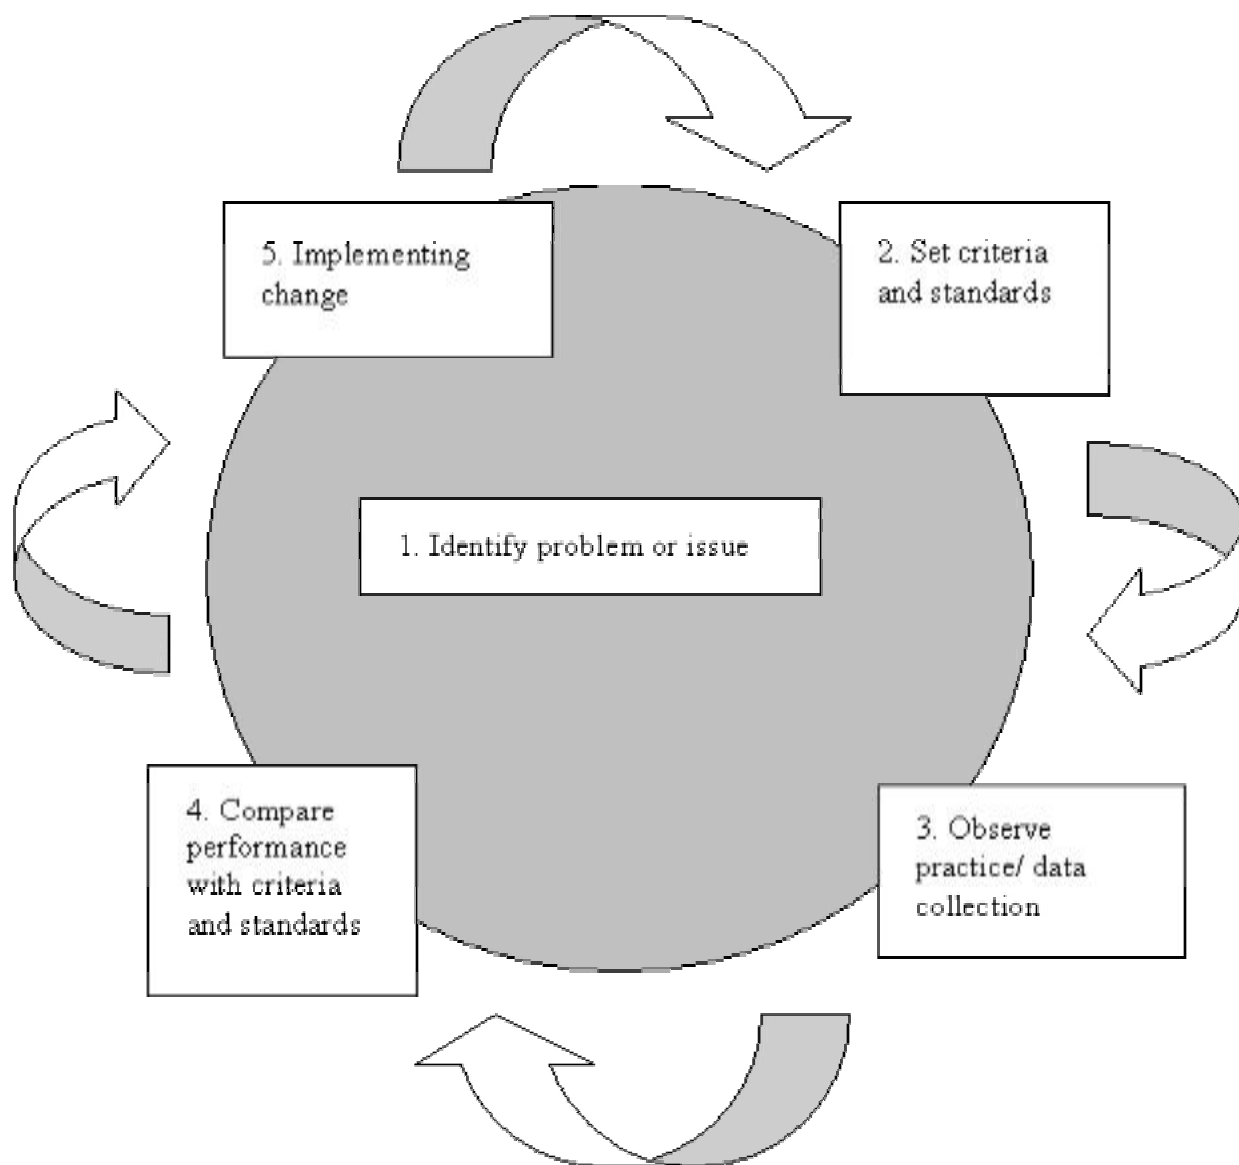 5. Implementing
change
2. Set criteria
and standards
1. Identify problem or issue
4. Compare
performance
with criteria
and standards
3. Observe
practice/ data
collection